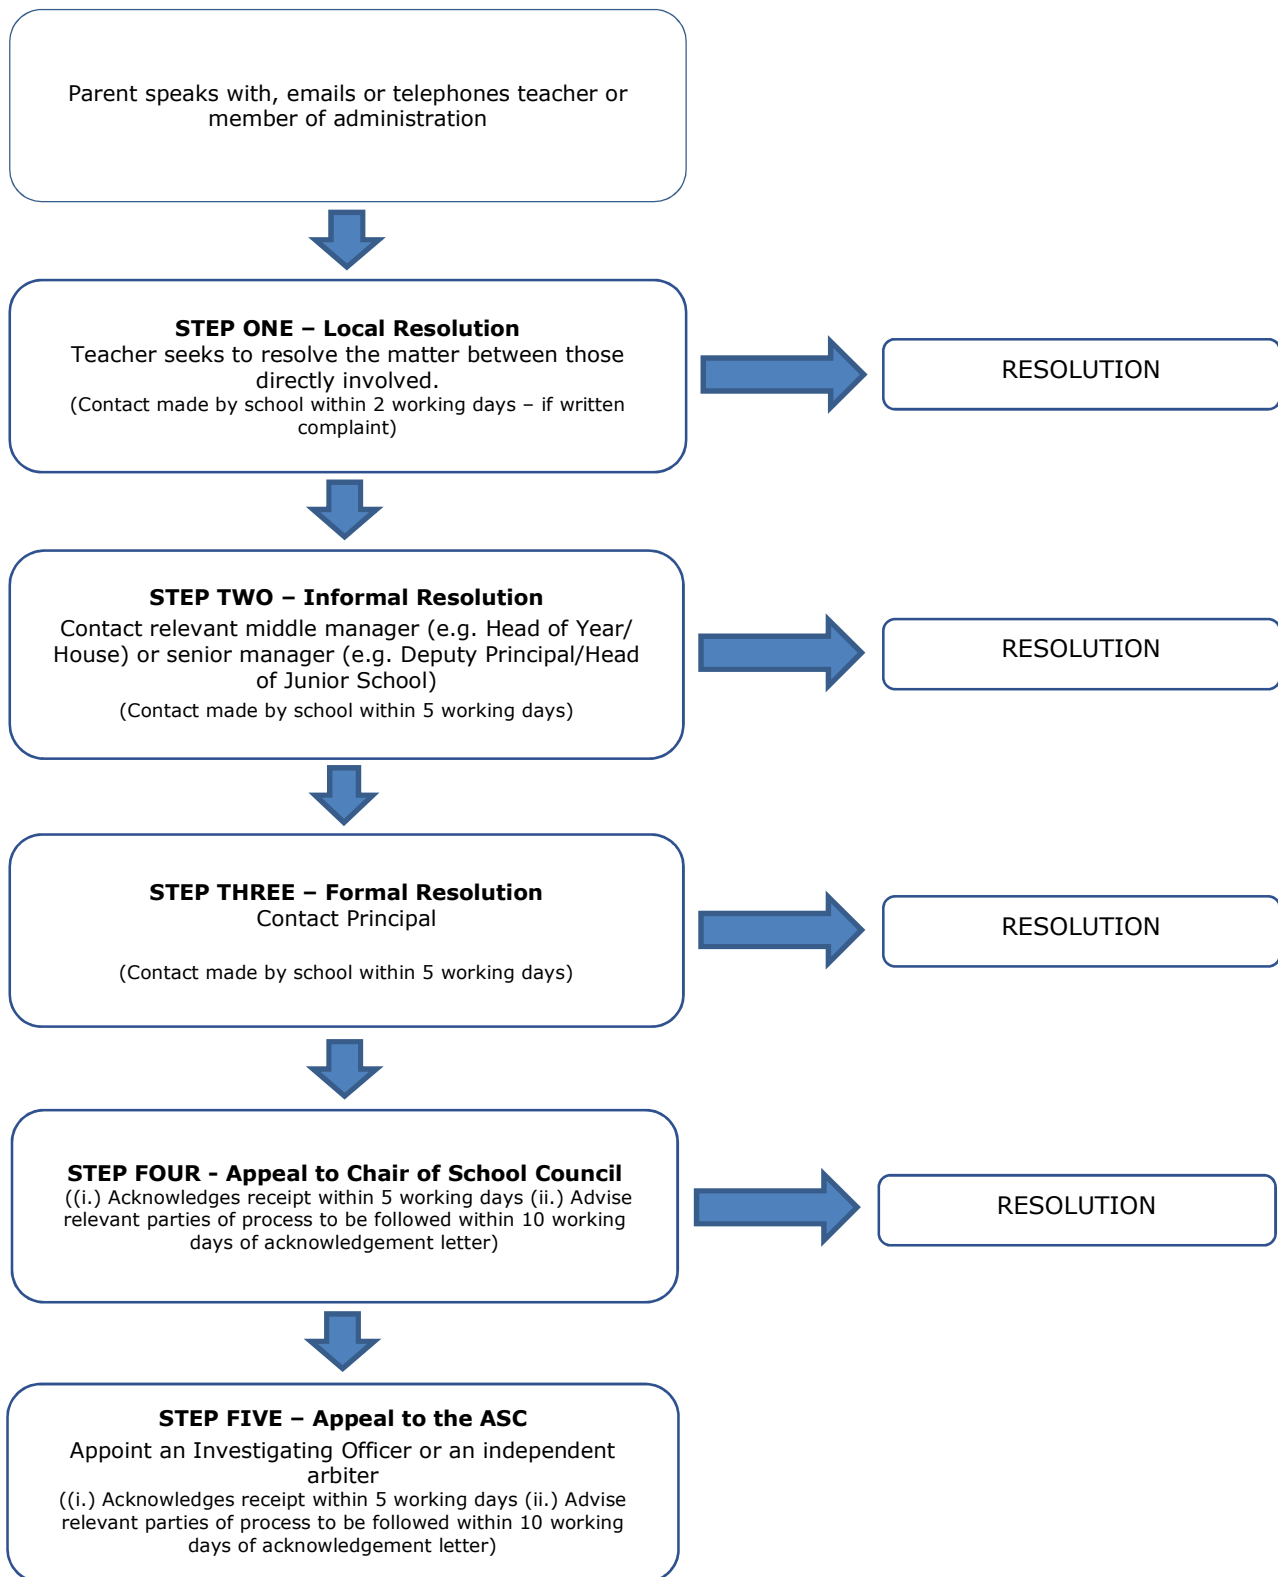 Parent speaks with, emails or telephones teacher or
member of administration
STEP ONE – Local Resolution
Teacher seeks to resolve the matter between those
directly involved.
(Contact made by school within 2 working days – if written
complaint)
RESOLUTION
STEP TWO – Informal Resolution
Contact relevant middle manager (e.g. Head of Year/
House) or senior manager (e.g. Deputy Principal/Head
of Junior School)
(Contact made by school within 5 working days)
RESOLUTION
STEP THREE – Formal Resolution
Contact Principal
(Contact made by school within 5 working days)
RESOLUTION
STEP FOUR - Appeal to Chair of School Council
((i.) Acknowledges receipt within 5 working days (ii.) Advise
relevant parties of process to be followed within 10 working
days of acknowledgement letter)
RESOLUTION
STEP FIVE – Appeal to the ASC
Appoint an Investigating Officer or an independent
arbiter
((i.) Acknowledges receipt within 5 working days (ii.) Advise
relevant parties of process to be followed within 10 working
days of acknowledgement letter)